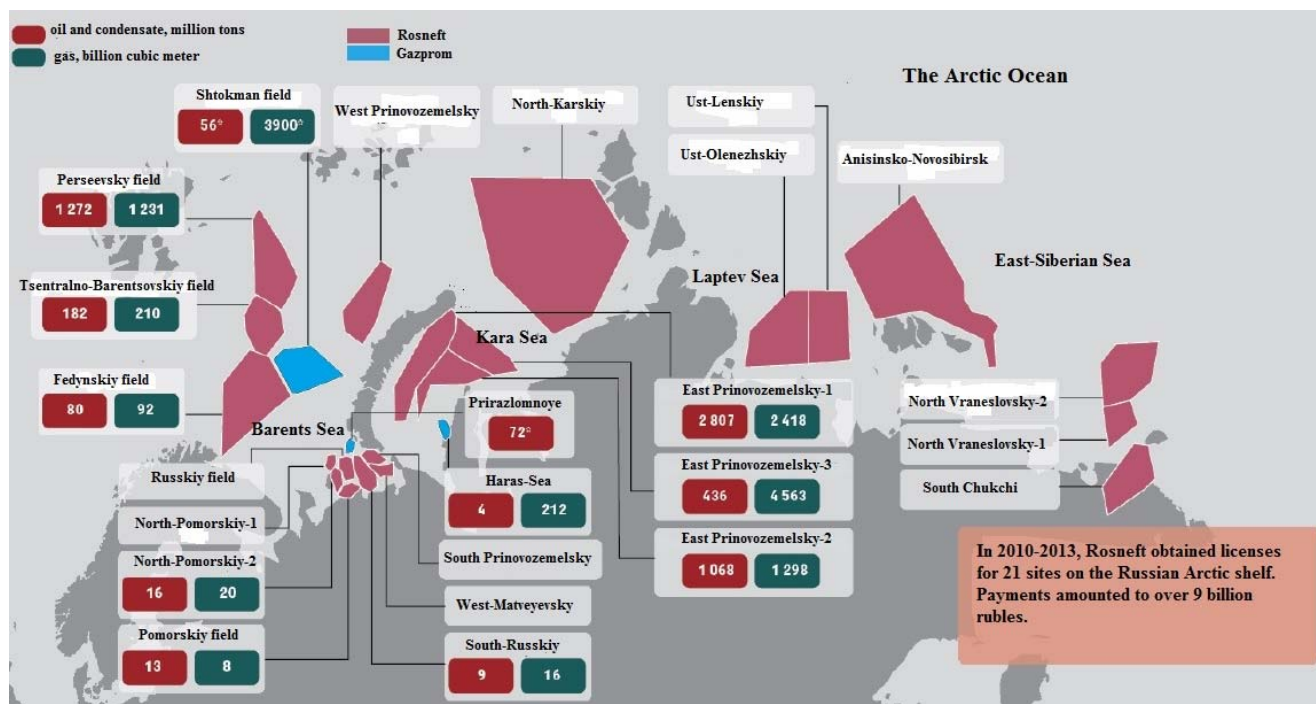 oil and condensate, million tons
gas, billion cubic meter
Rosneft
Gazprom
The Arctic Ocean
Shtokman field
56*
3900*
West Prinovozemelsky
North-Karskiy
Ust-Lenskiy
Ust-Olenezhskiy
Anisinsko-Novosibirsk
Perseevsky field
1 272
1 231
Tsentralno-Barentsovskiy field
182
210
Laptev Sea
East-Siberian Sea
Kara Sea
Fedynskiy field
80
92
Barents Sea
Prirazlomnoye
72*
East Prinovozemelsky-1
2 807
2 418
North Vraneslovsky-2
North Vraneslovsky-1
South Chukchi
Russkiy field
Haras-Sea
4
212
East Prinovozemelsky-3
436
4 563
North-Pomorskiy-1
South Prinovozemelsky
East Prinovozemelsky-2
1 068
1 298
North-Pomorskiy-2
16
20
West-Matveyevsky
Pomorskiy field
13
8
South-Russkiy
9
16
In 2010-2013, Rosneft obtained licenses
for 21 sites on the Russian Arctic shelf.
Payments amounted to over 9 billion
rubles.